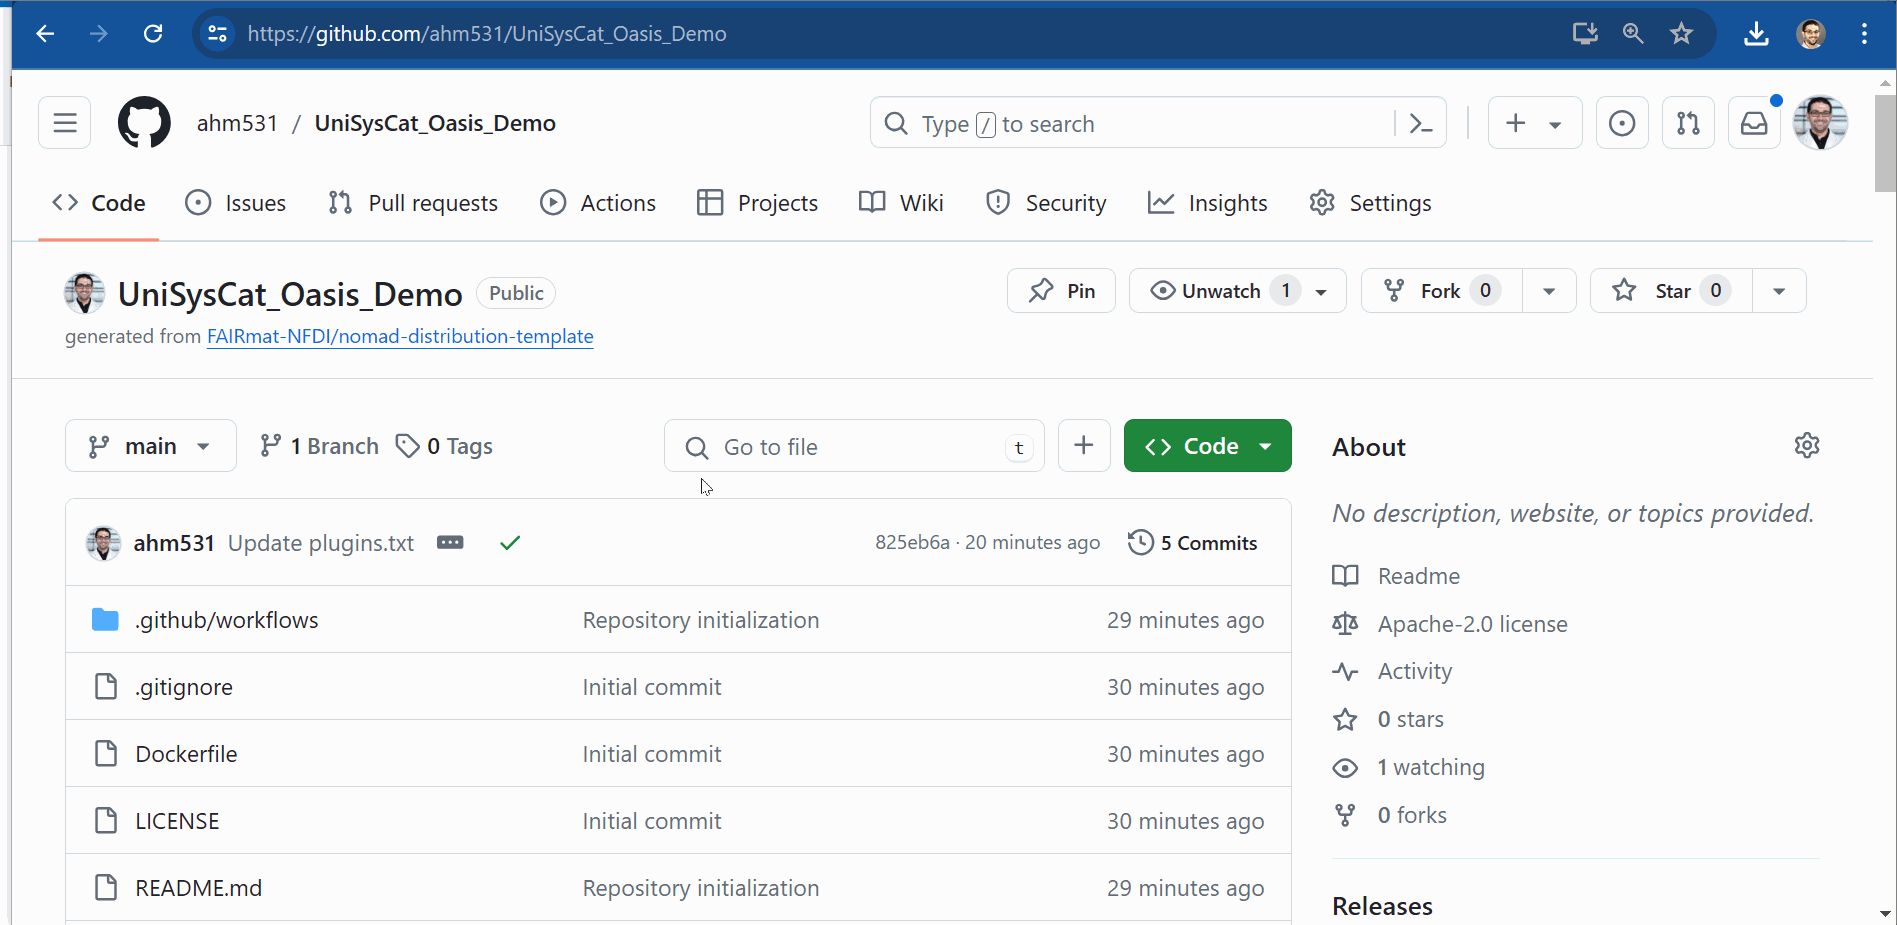 https://github.com/ahm531/UniSysCat_Oasis_Demo
ahm531 / UniSysCat_Oasis_Demo
Type / to search
Code Issues Pull requests Actions Projects Wiki Security Insights Settings
UniSysCat_Oasis_Demo Public
Pin Unwatch 1 Fork 0 Star 0
generated from FAIRmat-NFDI/nomad-distribution-template
main 1 Branch 0 Tags Go to file t Code
ahm531 Update plugins.txt 825eb6a · 20 minutes ago 5 Commits
.github/workflows Repository initialization 29 minutes ago
.gitignore Initial commit 30 minutes ago
Dockerfile Initial commit 30 minutes ago
LICENSE Initial commit 30 minutes ago
README.md Repository initialization 29 minutes ago
About
No description, website, or topics provided.
Readme
Apache-2.0 license
Activity
0 stars
1 watching
0 forks
Releases